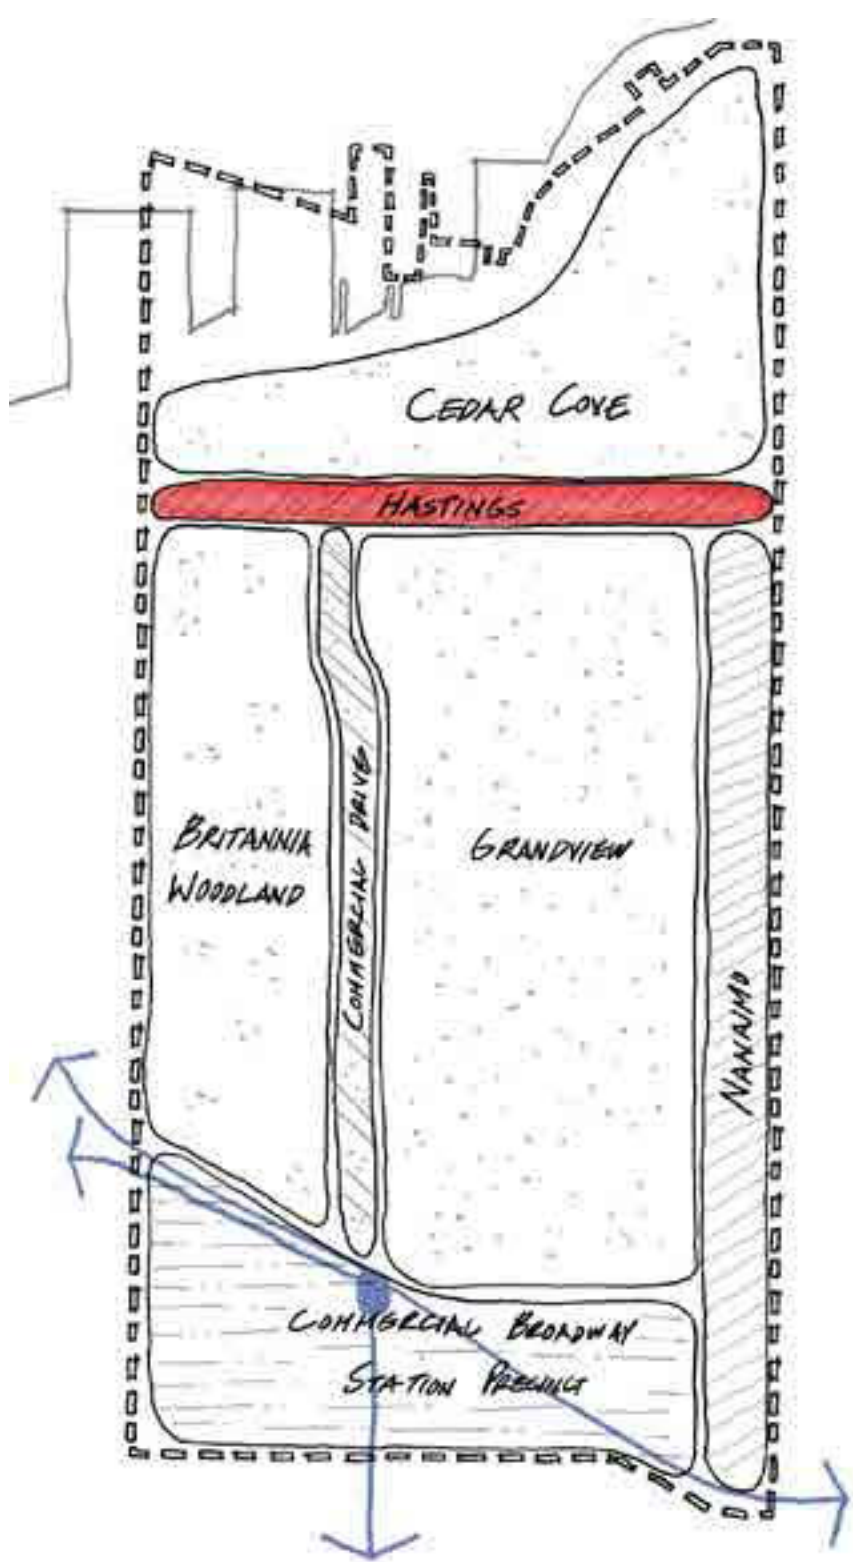 CEDAR COVE
HASTINGS
BRITANNIA
WOODLAND
COMMERCIAL DRIVE
GRANDVIEW
NANAIMO
COMMERCIAL BROADWAY
STATION PRECINCT